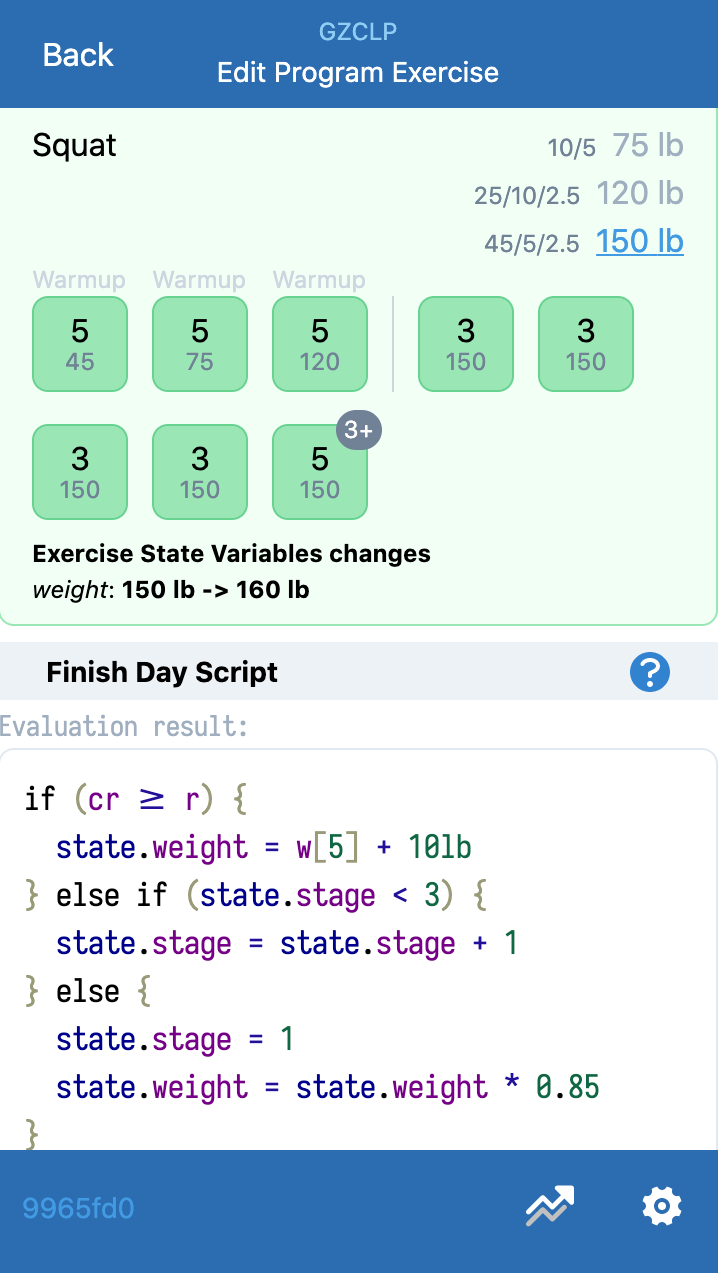 GZCLP
Back
Edit Program Exercise
Squat
10/5 75 lb
25/10/2.5 120 lb
45/5/2.5 150 lb
Warmup Warmup Warmup
5 5 5 3 3
45 75 120 150 150
3+
3 3 5
150 150 150
Exercise State Variables changes
weight: 150 lb -> 160 lb
Finish Day Script
?
Evaluation result:
if (cr ≥ r) {
  state.weight = w[5] + 10lb
} else if (state.stage < 3) {
  state.stage = state.stage + 1
} else {
  state.stage = 1
  state.weight = state.weight * 0.85
}
9965fd0